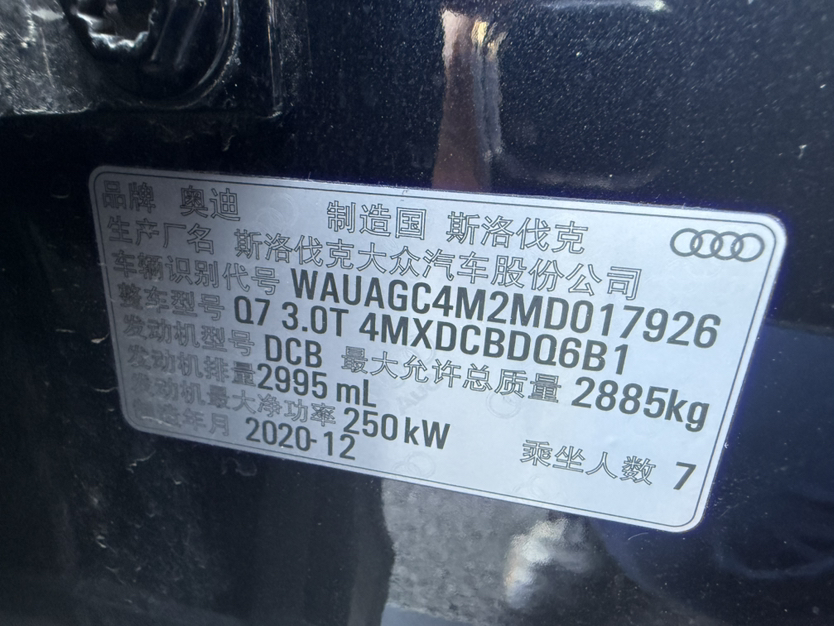 品牌 奥迪 制造国 斯洛伐克
生产厂名 斯洛伐克大众汽车股份公司
车辆识别代号 WAUAGC4M2MD017926
整车型号 Q7 3.0T 4MXDCBDQ6B1
发动机型号 DCB 最大允许总质量 2885kg
发动机排量 2995 mL
发动机最大净功率 250 kW
年月 2020-12 乘坐人数 7